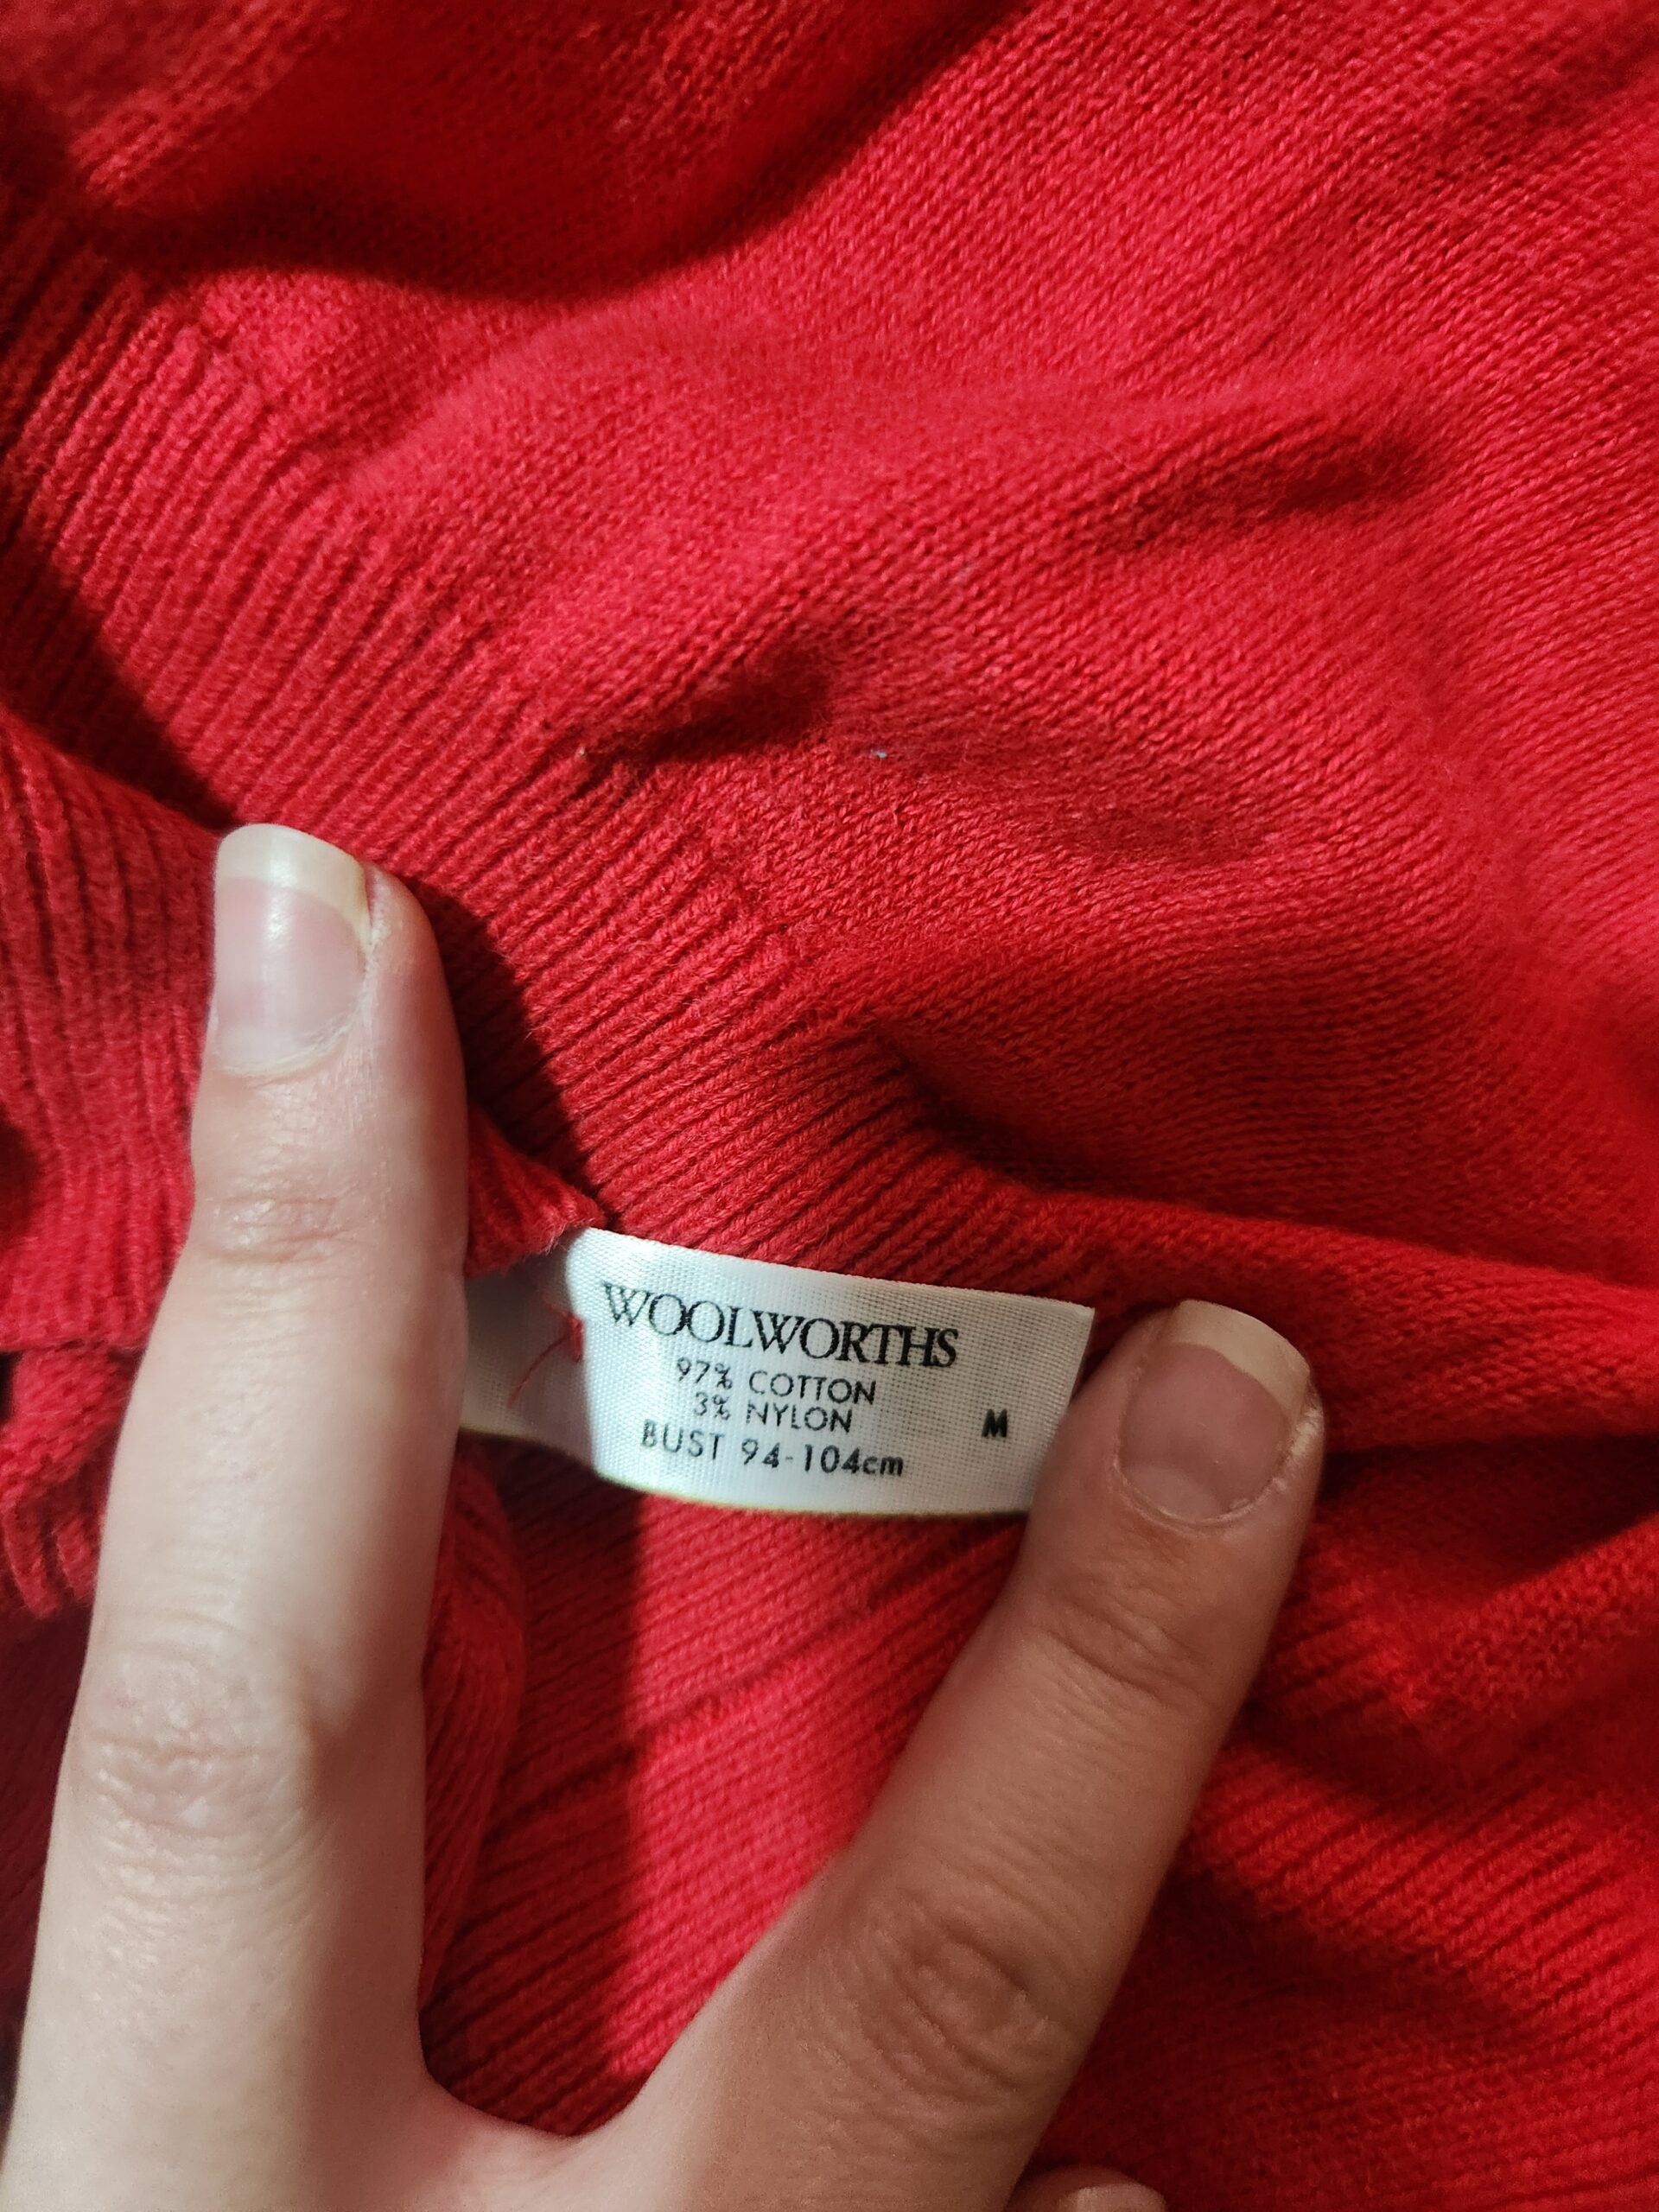 WOOLWORTHS
97% COTTON
3% NYLON
M
BUST 94-104cm